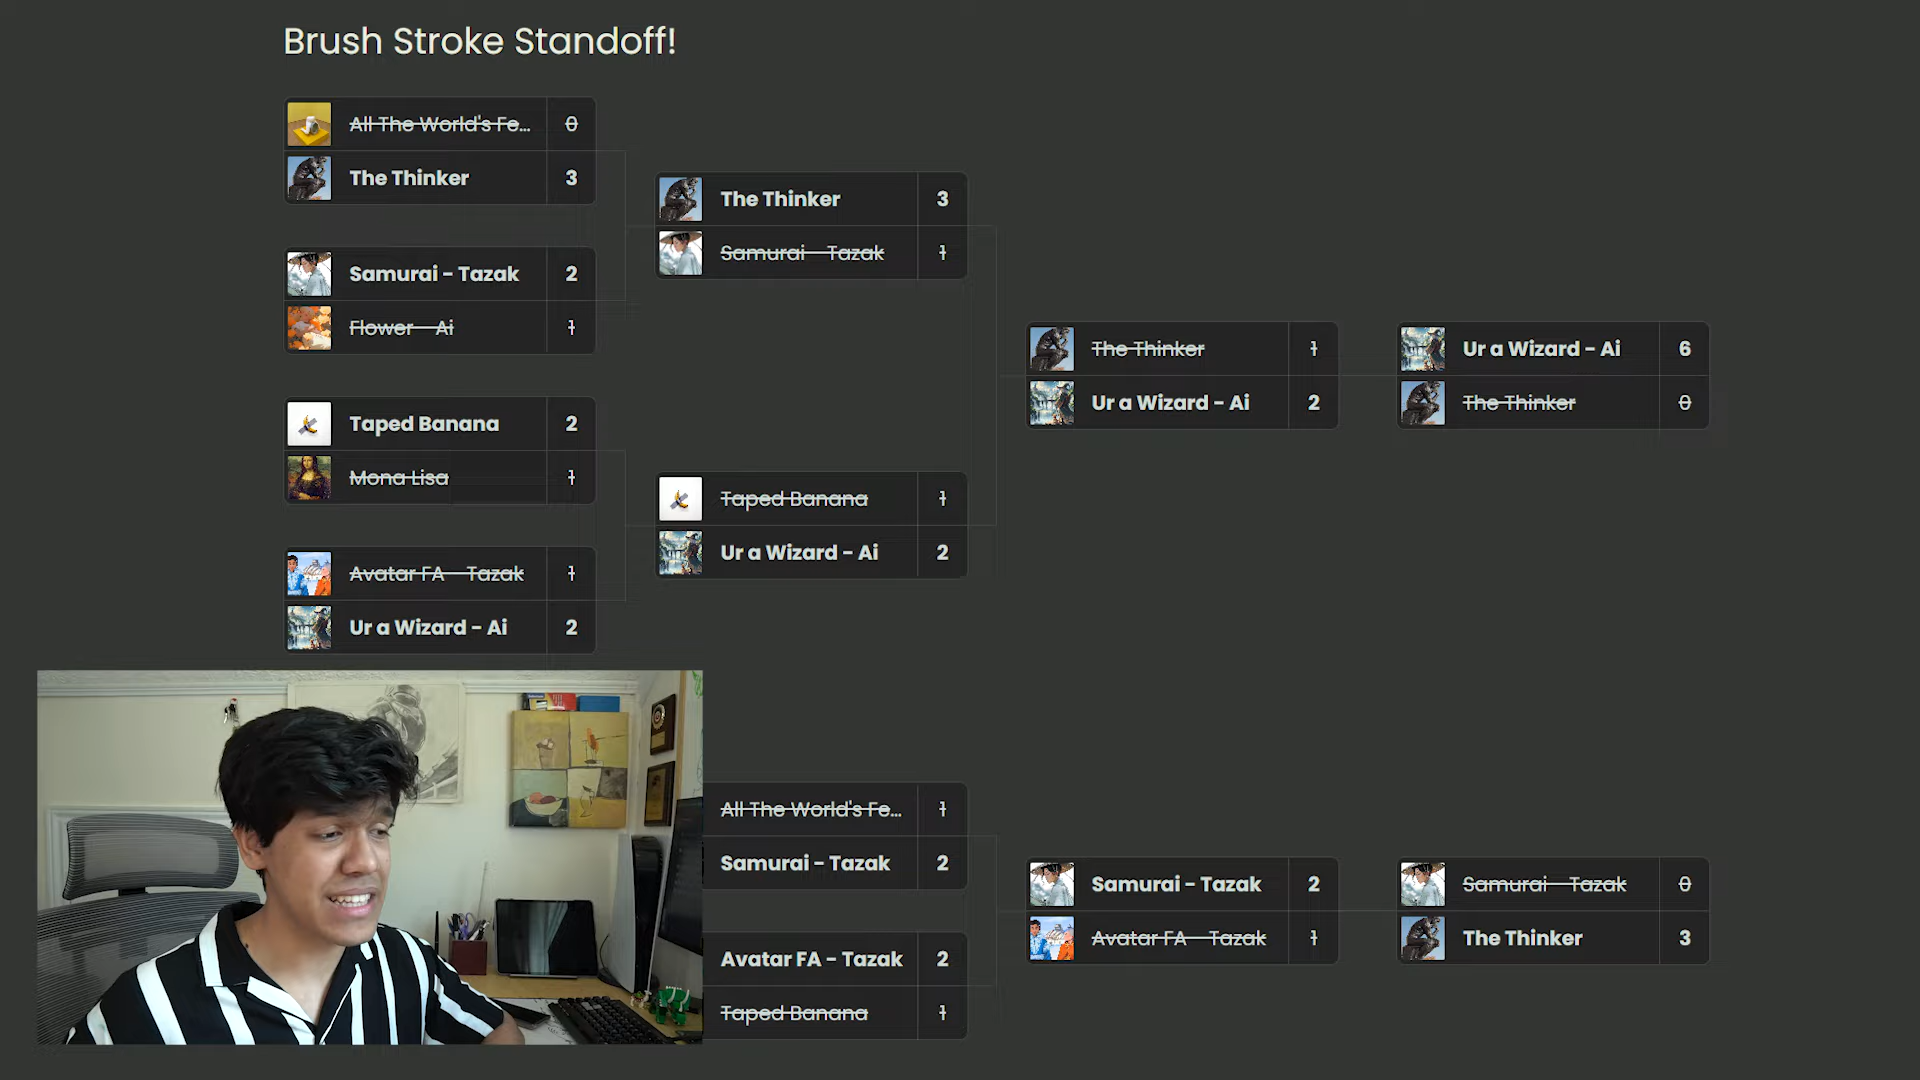 Brush Stroke Standoff!
All The World's Fe... 0
The Thinker 3
Samurai - Tazak 2
Flower - Ai 1
Taped Banana 2
Mona Lisa 1
Avatar FA - Tazak 1
Ur a Wizard - Ai 2
The Thinker 3
Samurai - Tazak 1
Taped Banana 1
Ur a Wizard - Ai 2
The Thinker 1
Ur a Wizard - Ai 2
Ur a Wizard - Ai 6
The Thinker 0
All The World's Fe... 1
Samurai - Tazak 2
Avatar FA - Tazak 2
Taped Banana 1
Samurai - Tazak 2
Avatar FA - Tazak 1
Samurai - Tazak 0
The Thinker 3